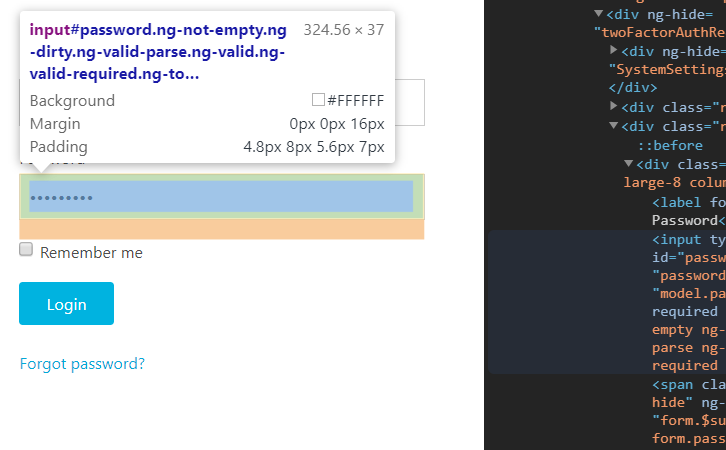 input#password.ng-not-empty.ng
-dirty.ng-valid-parse.ng-valid.ng-
valid-required.ng-to…
324.56 × 37
Background
#FFFFFF
Margin
0px 0px 16px
Padding
4.8px 8px 5.6px 7px
•••••••••
Remember me
Login
Forgot password?
<div ng-hide=
"twoFactorAuthRe
<div ng-hide=
"SystemSettings
</div>
<div class="r
<div class="r
::before
<div class=
large-8 colum
<label fo
Password<
<input ty
id="passw
"password
"model.pa
required
empty ng-
parse ng-
required
<span cla
hide" ng-
"form.$su
form.pass